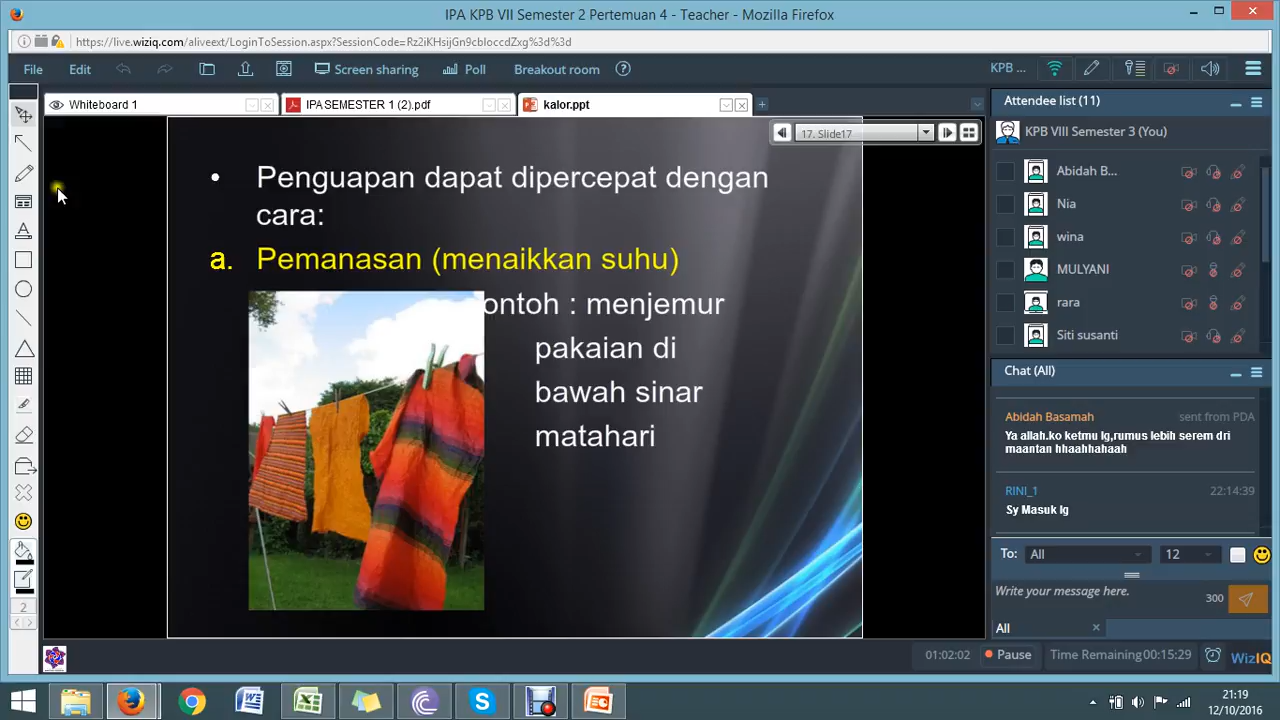 IPA KPB VII Semester 2 Pertemuan 4 - Teacher - Mozilla Firefox
https://live.wiziq.com/aliveext/LoginToSession.aspx?SessionCode=Rz2iKHsijGn9cbloccdZxg%3d%3d
File Edit Screen sharing Poll Breakout room KPB ...
Whiteboard 1 IPA SEMESTER 1 (2).pdf kalor.ppt
17. Slide17
• Penguapan dapat dipercepat dengan
cara:
a. Pemanasan (menaikkan suhu)
ontoh : menjemur
pakaian di
bawah sinar
matahari
2
Attendee list (11)
KPB VIII Semester 3 (You)
Abidah B...
Nia
wina
MULYANI
rara
Siti susanti
Chat (All)
Abidah Basamah sent from PDA
Ya allah.ko ketmu lg,rumus lebih serem dri
maantan hhaahhahaah
RINI_1 22:14:39
Sy Masuk lg
To: All 12
Write your message here. 300
All
01:02:02 Pause Time Remaining 00:15:29 WizIQ
21:19
12/10/2016